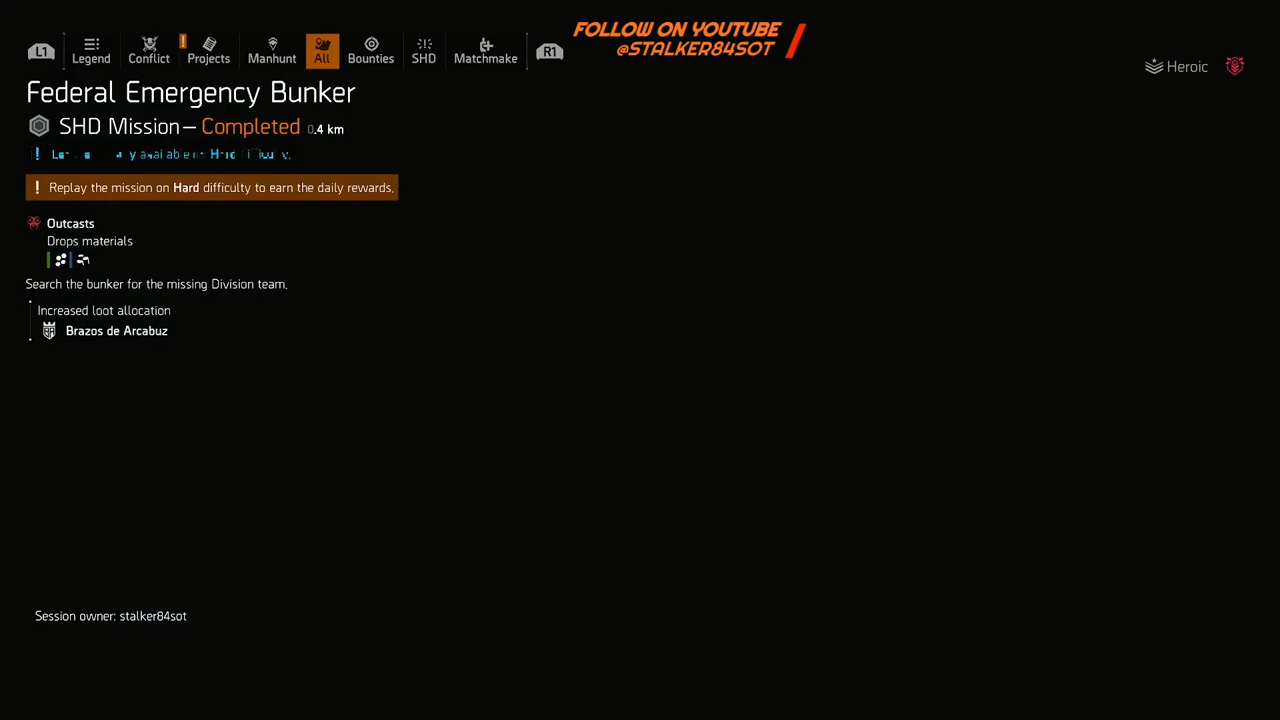 FOLLOW ON YOUTUBE
@STALKER84SOT
L1 Legend Conflict Projects Manhunt All Bounties SHD Matchmake R1
Heroic
Federal Emergency Bunker
SHD Mission – Completed 0.4 km
available
Replay the mission on Hard difficulty to earn the daily rewards.
Outcasts
Drops materials
Search the bunker for the missing Division team.
Increased loot allocation
Brazos de Arcabuz
Session owner: stalker84sot